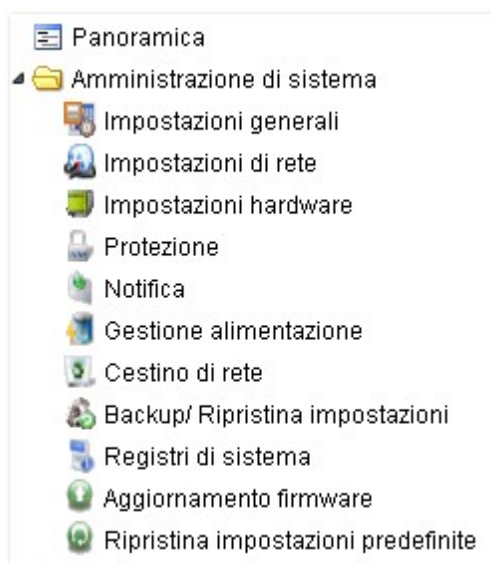 Panoramica
Amministrazione di sistema
Impostazioni generali
Impostazioni di rete
Impostazioni hardware
Protezione
Notifica
Gestione alimentazione
Cestino di rete
Backup/ Ripristina impostazioni
Registri di sistema
Aggiornamento firmware
Ripristina impostazioni predefinite